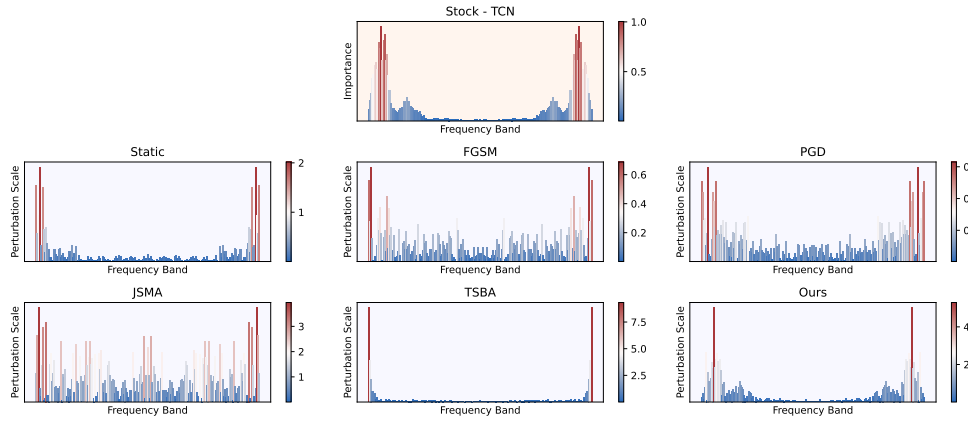 Stock - TCN
Importance
1.0
0.5
Frequency Band
Static
FGSM
PGD
Perturbation Scale
2
1
Perturbation Scale
0.6
0.4
0.2
Perturbation Scale
Frequency Band
Frequency Band
Frequency Band
JSMA
TSBA
Ours
Perturbation Scale
3
2
1
Perturbation Scale
7.5
5.0
2.5
Perturbation Scale
4
2
Frequency Band
Frequency Band
Frequency Band